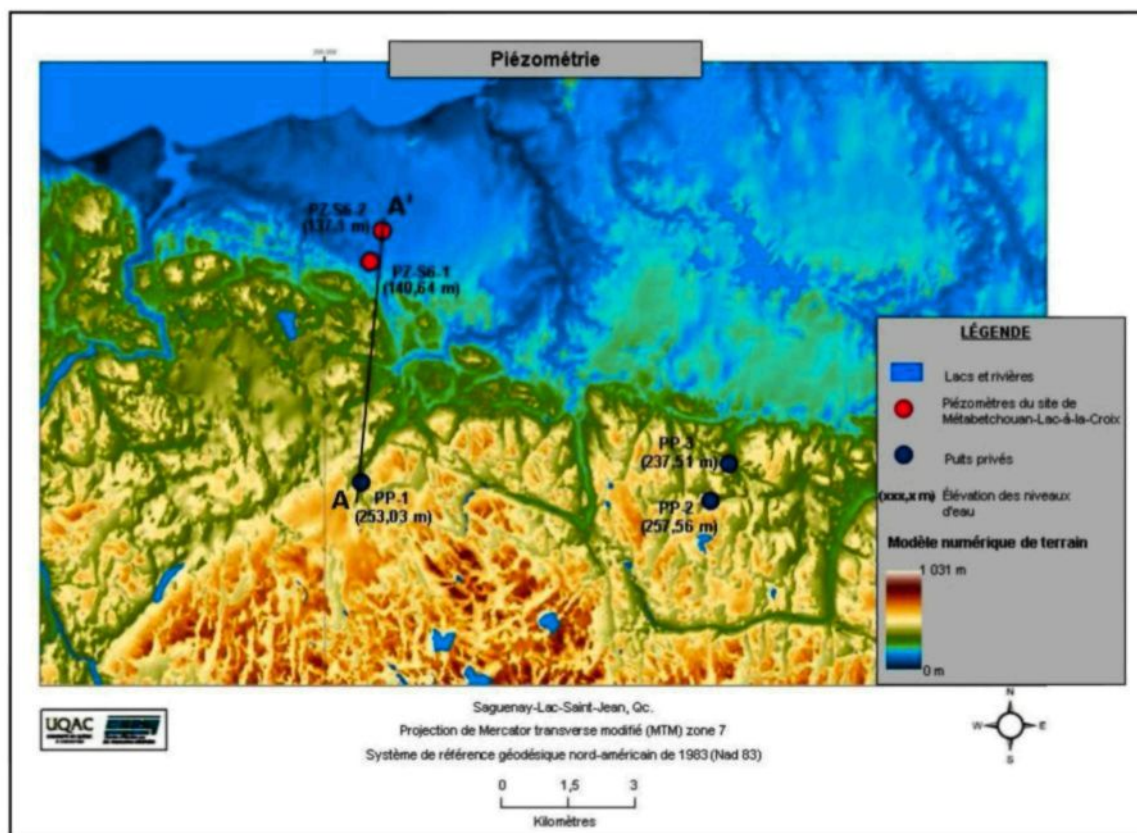 Piézométrie
PZ-S6-2
(137,1 m)
A'
PZ-S6-1
(140,64 m)
A
PP-1
(253,03 m)
PP-3
(237,51 m)
PP-2
(257,56 m)
LÉGENDE
Lacs et rivières
Piézomètres du site de
Métabetchouan-Lac-à-la-Croix
Puits privés
(xxx,x m) Élévation des niveaux
d'eau
Modèle numérique de terrain
1 031 m
0 m
Saguenay-Lac-Saint-Jean, Qc.
Projection de Mercator transverse modifié (MTM) zone 7
Système de référence géodésique nord-américain de 1983 (Nad 83)
0 1,5 3
Kilomètres
UQAC
N
W E
S